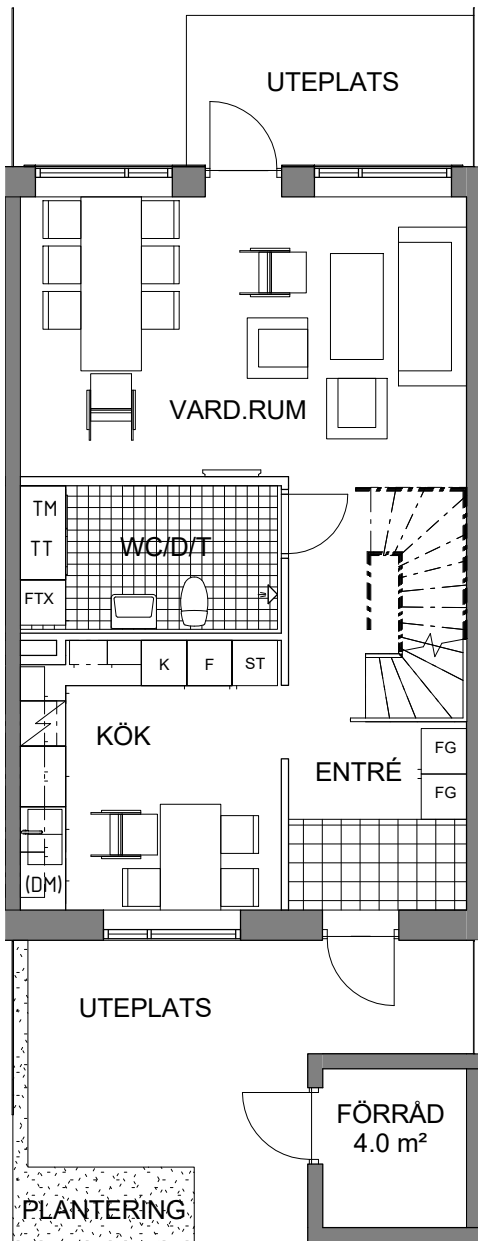 UTEPLATS
VARD.RUM
TM
TT
WC/D/T
FTX
K
F
ST
KÖK
ENTRÉ
FG
FG
(DM)
UTEPLATS
FÖRRÅD
4.0 m²
PLANTERING